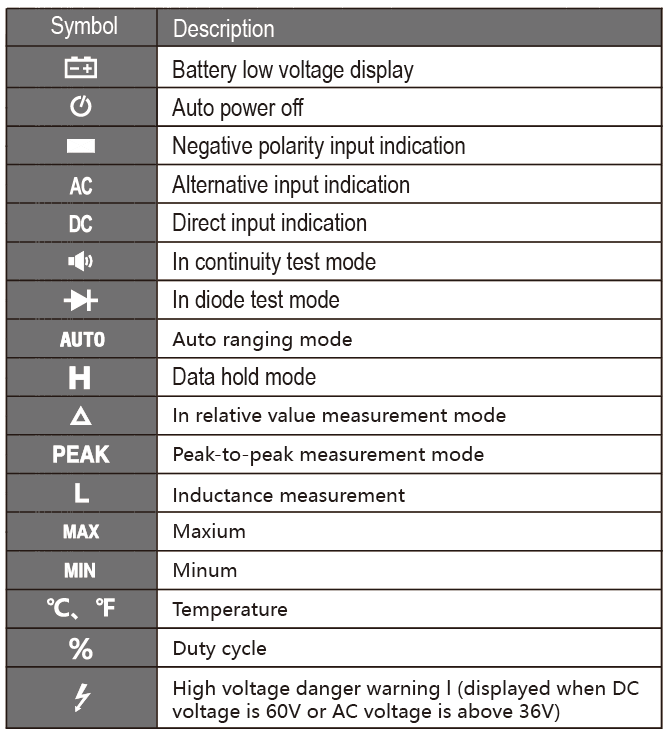 Symbol Description
Battery low voltage display
Auto power off
Negative polarity input indication
AC Alternative input indication
DC Direct input indication
In continuity test mode
In diode test mode
AUTO Auto ranging mode
H Data hold mode
△ In relative value measurement mode
PEAK Peak-to-peak measurement mode
L Inductance measurement
MAX Maxium
MIN Minum
℃、℉ Temperature
% Duty cycle
High voltage danger warning l (displayed when DC
voltage is 60V or AC voltage is above 36V)